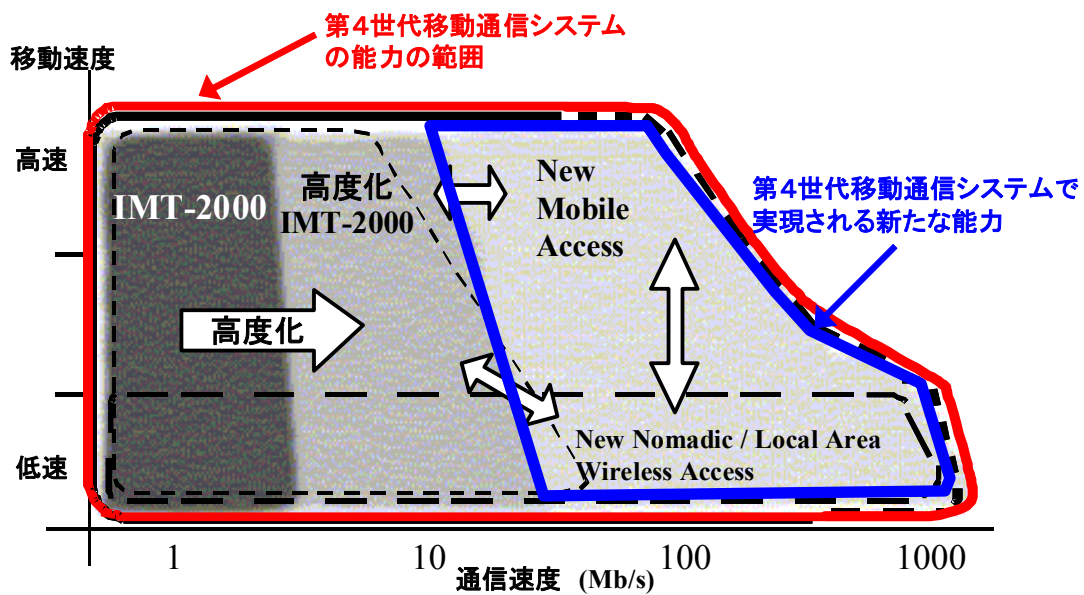 第４世代移動通信システム
の能力の範囲
移動速度
高速
低速
IMT-2000
高度化
IMT-2000
New
Mobile
Access
第４世代移動通信システムで
実現される新たな能力
高度化
New Nomadic / Local Area
Wireless Access
1
10
100
1000
通信速度 (Mb/s)